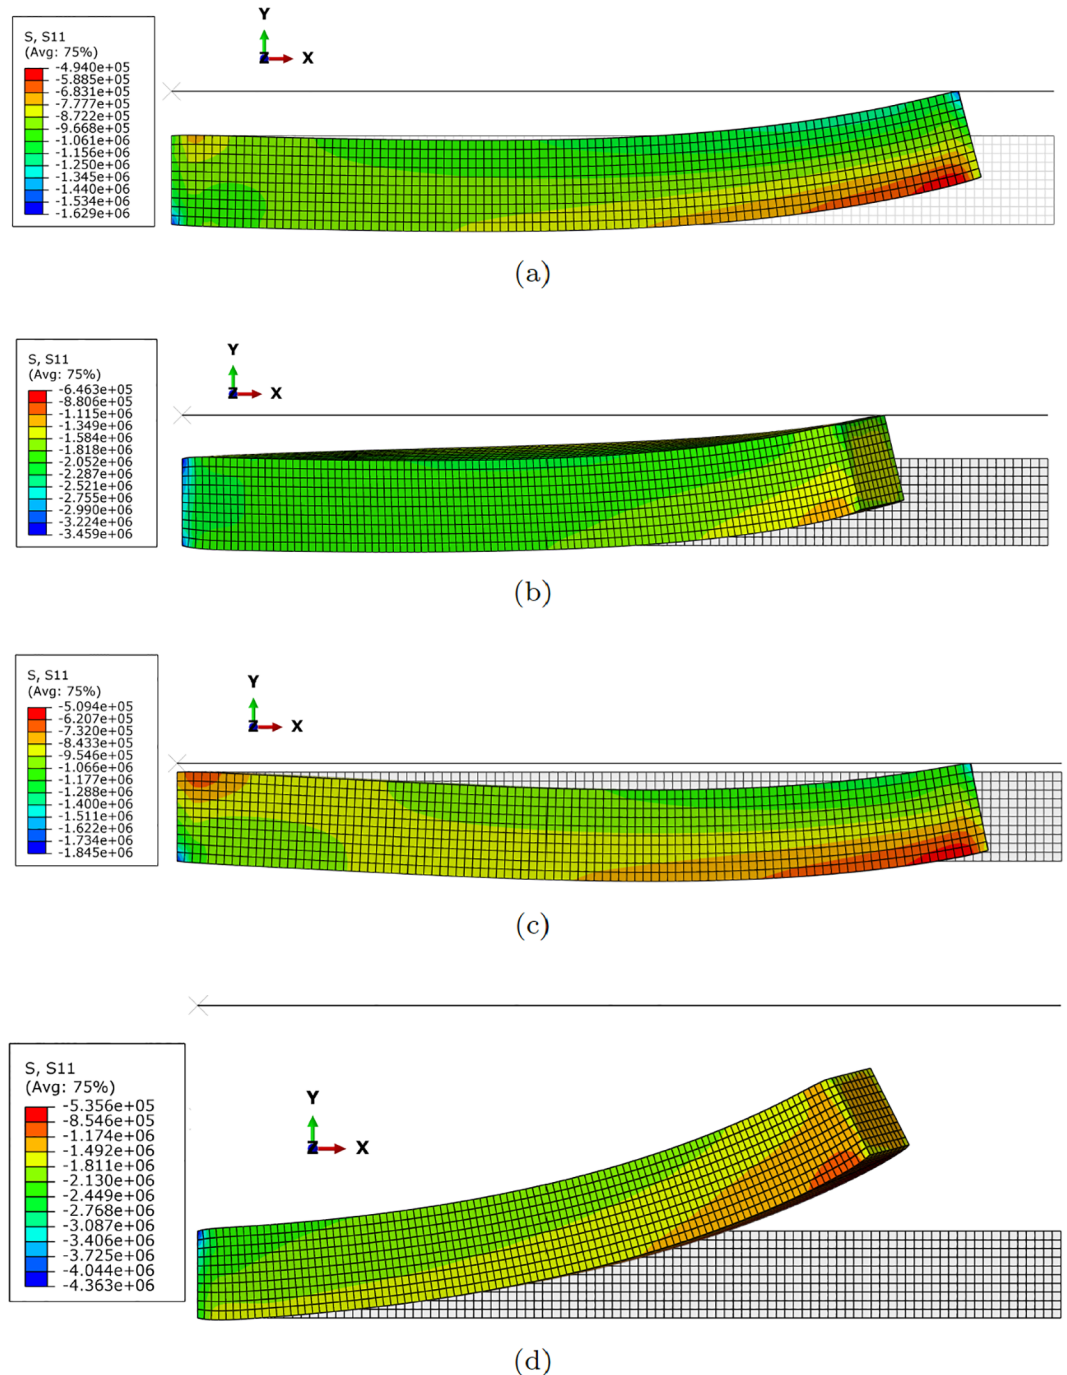 S, S11
(Avg: 75%)
-4.940e+05
-5.885e+05
-6.831e+05
-7.777e+05
-8.722e+05
-9.668e+05
-1.061e+06
-1.156e+06
-1.250e+06
-1.345e+06
-1.440e+06
-1.534e+06
-1.629e+06
Y
Z X
(a)
S, S11
(Avg: 75%)
-6.463e+05
-8.806e+05
-1.115e+06
-1.349e+06
-1.584e+06
-1.818e+06
-2.052e+06
-2.287e+06
-2.521e+06
-2.755e+06
-2.990e+06
-3.224e+06
-3.459e+06
Y
Z X
(b)
S, S11
(Avg: 75%)
-5.094e+05
-6.207e+05
-7.320e+05
-8.433e+05
-9.546e+05
-1.066e+06
-1.177e+06
-1.288e+06
-1.400e+06
-1.511e+06
-1.622e+06
-1.734e+06
-1.845e+06
Y
Z X
(c)
S, S11
(Avg: 75%)
-5.356e+05
-8.546e+05
-1.174e+06
-1.492e+06
-1.811e+06
-2.130e+06
-2.449e+06
-2.768e+06
-3.087e+06
-3.406e+06
-3.725e+06
-4.044e+06
-4.363e+06
Y
Z X
(d)